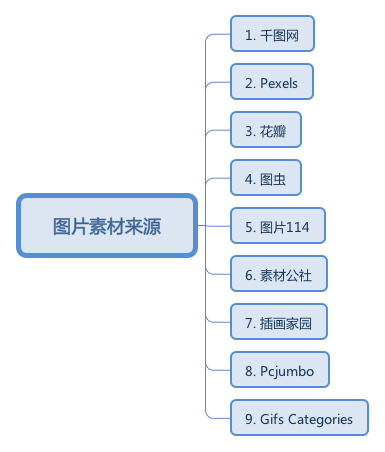 图片素材来源
1. 千图网
2. Pexels
3. 花瓣
4. 图虫
5. 图片114
6. 素材公社
7. 插画家园
8. Pcjumbo
9. Gifs Categories